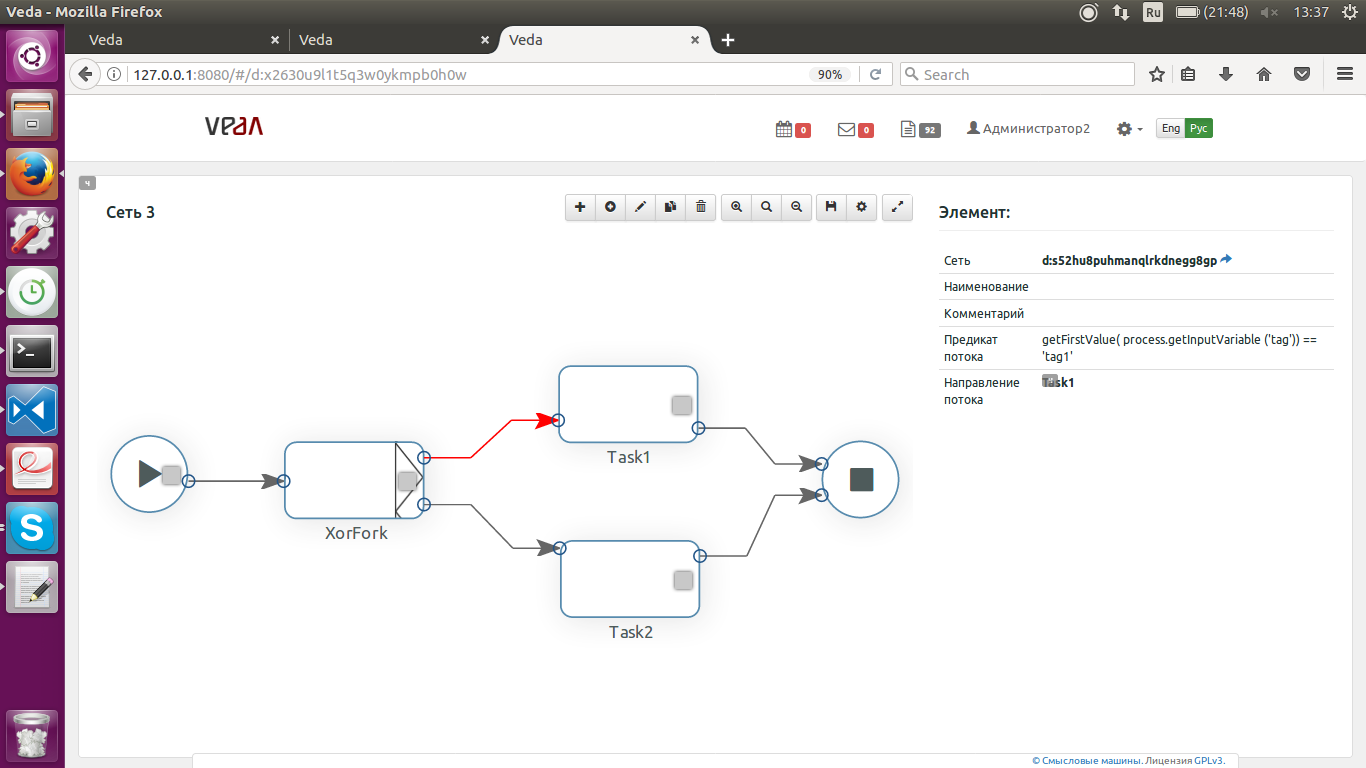 Veda - Mozilla Firefox
Ru
(21:48)
13:37
Veda
Veda
Veda
127.0.0.1:8080/#/d:x2630u9l1t5q3w0ykmpb0h0w
90%
Search
veda
0
0
92
Администратор2
Eng
Рус
ч
Сеть 3
Элемент:
Сеть
d:s52hu8puhmanqlrkdnegg8gp
Наименование
Комментарий
Предикат потока
getFirstValue( process.getInputVariable ('tag')) ==
'tag1'
Направление потока
Task1
Task1
XorFork
Task2
© Смысловые машины. Лицензия GPLv3.